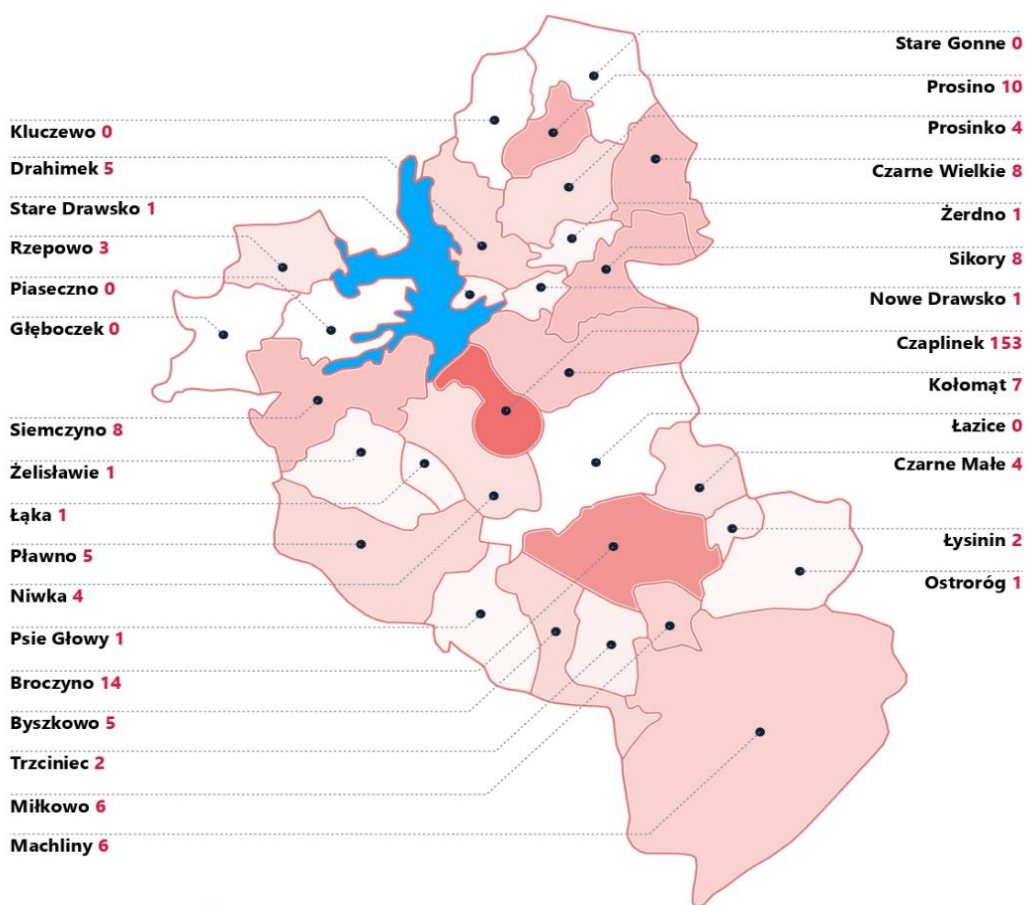 Kluczewo 0
Drahimek 5
Stare Drawsko 1
Rzepowo 3
Piaseczno 0
Głęboczek 0
Siemczyno 8
Żelisławie 1
Łąka 1
Pławno 5
Niwka 4
Psie Głowy 1
Broczyno 14
Byszkowo 5
Trzciniec 2
Miłkowo 6
Machliny 6
Stare Gonne 0
Prosino 10
Prosinko 4
Czarne Wielkie 8
Żerdno 1
Sikory 8
Nowe Drawsko 1
Czaplinek 153
Kołomąt 7
Łazice 0
Czarne Małe 4
Łysinin 2
Ostroróg 1